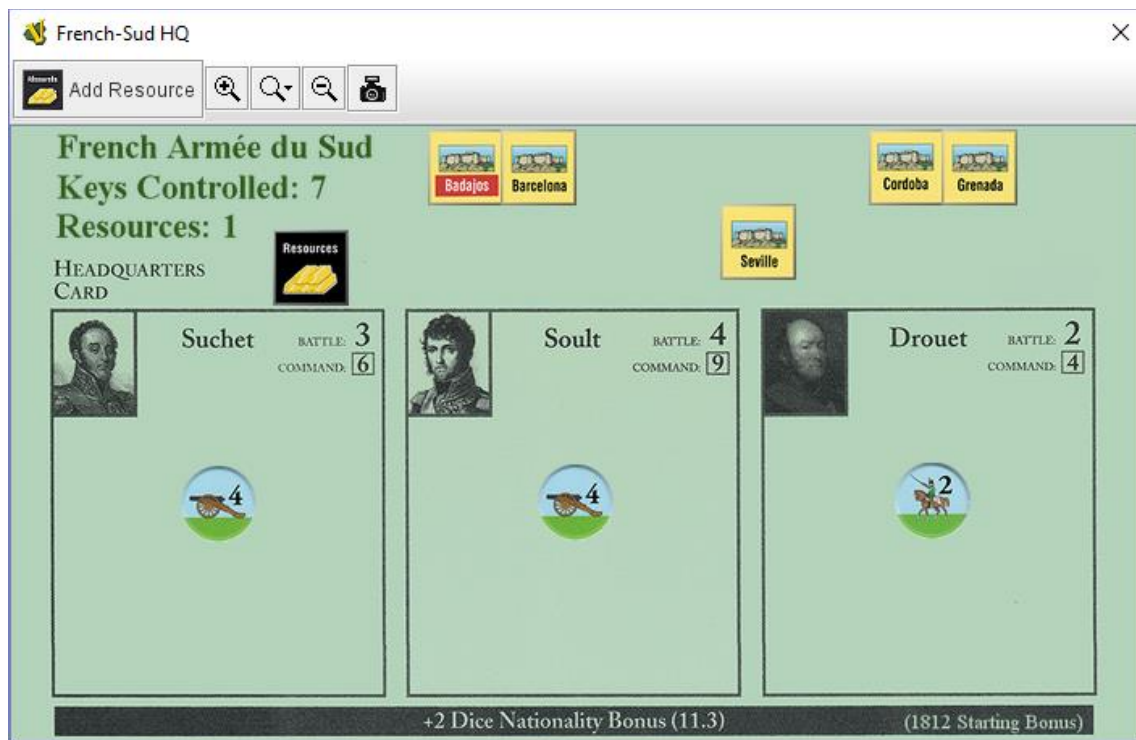 French-Sud HQ
Resources Add Resource
French Armée du Sud
Keys Controlled: 7
Resources: 1
HEADQUARTERS
CARD
Resources
Badajos
Barcelona
Cordoba
Grenada
Seville
Suchet
BATTLE: 3
COMMAND: 6
4
Soult
BATTLE: 4
COMMAND: 9
4
Drouet
BATTLE: 2
COMMAND: 4
2
+2 Dice Nationality Bonus (11.3)
(1812 Starting Bonus)